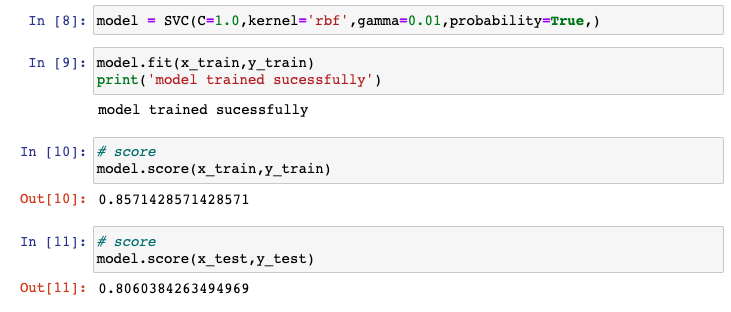 In [8]: model = SVC(C=1.0,kernel='rbf',gamma=0.01,probability=True,)
In [9]: model.fit(x_train,y_train)
print('model trained sucessfully')
model trained sucessfully
In [10]: # score
model.score(x_train,y_train)
Out[10]: 0.8571428571428571
In [11]: # score
model.score(x_test,y_test)
Out[11]: 0.8060384263494969